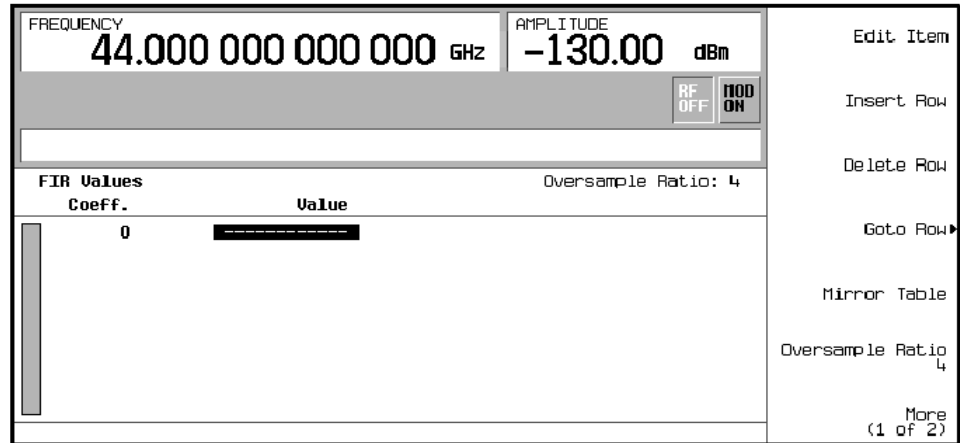 FREQUENCY
44.000 000 000 000 GHz
AMPLITUDE
-130.00 dBm
RF OFF
MOD ON
FIR Values
Oversample Ratio: 4
Coeff. Value
0 ------------
Edit Item
Insert Row
Delete Row
Goto Row
Mirror Table
Oversample Ratio
4
More
(1 of 2)